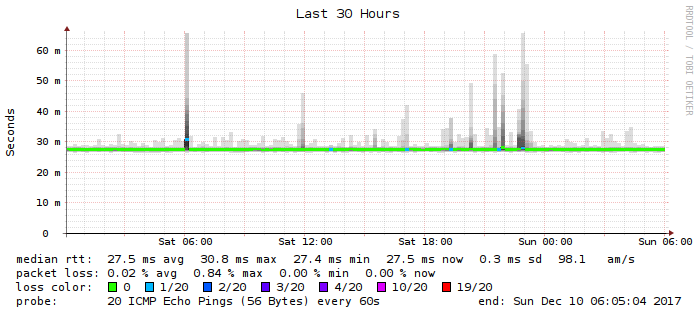 Last 30 Hours
RRDTOOL / TOBI OETIKER
Seconds
60 m
50 m
40 m
30 m
20 m
10 m
0
Sat 06:00 Sat 12:00 Sat 18:00 Sun 00:00 Sun 06:00
median rtt: 27.5 ms avg 30.8 ms max 27.4 ms min 27.5 ms now 0.3 ms sd 98.1 am/s
packet loss: 0.02 % avg 0.84 % max 0.00 % min 0.00 % now
loss color: 0 1/20 2/20 3/20 4/20 10/20 19/20
probe: 20 ICMP Echo Pings (56 Bytes) every 60s end: Sun Dec 10 06:05:04 2017